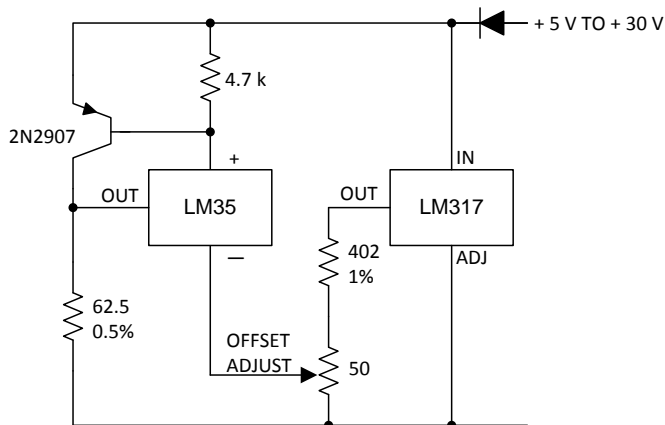 + 5 V TO + 30 V
4.7 k
2N2907
+
IN
OUT
LM35
OUT
LM317
—
ADJ
402
1%
62.5
0.5%
OFFSET
ADJUST
50